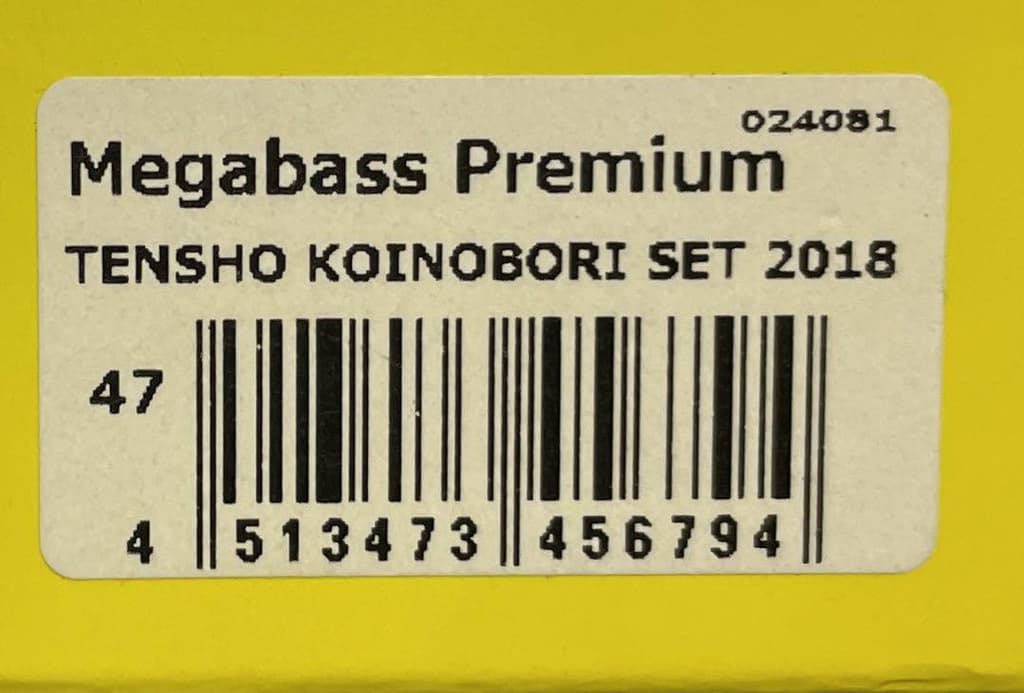 024081
Megabass Premium
TENSHO KOINOBORI SET 2018
47
4 513473 456794